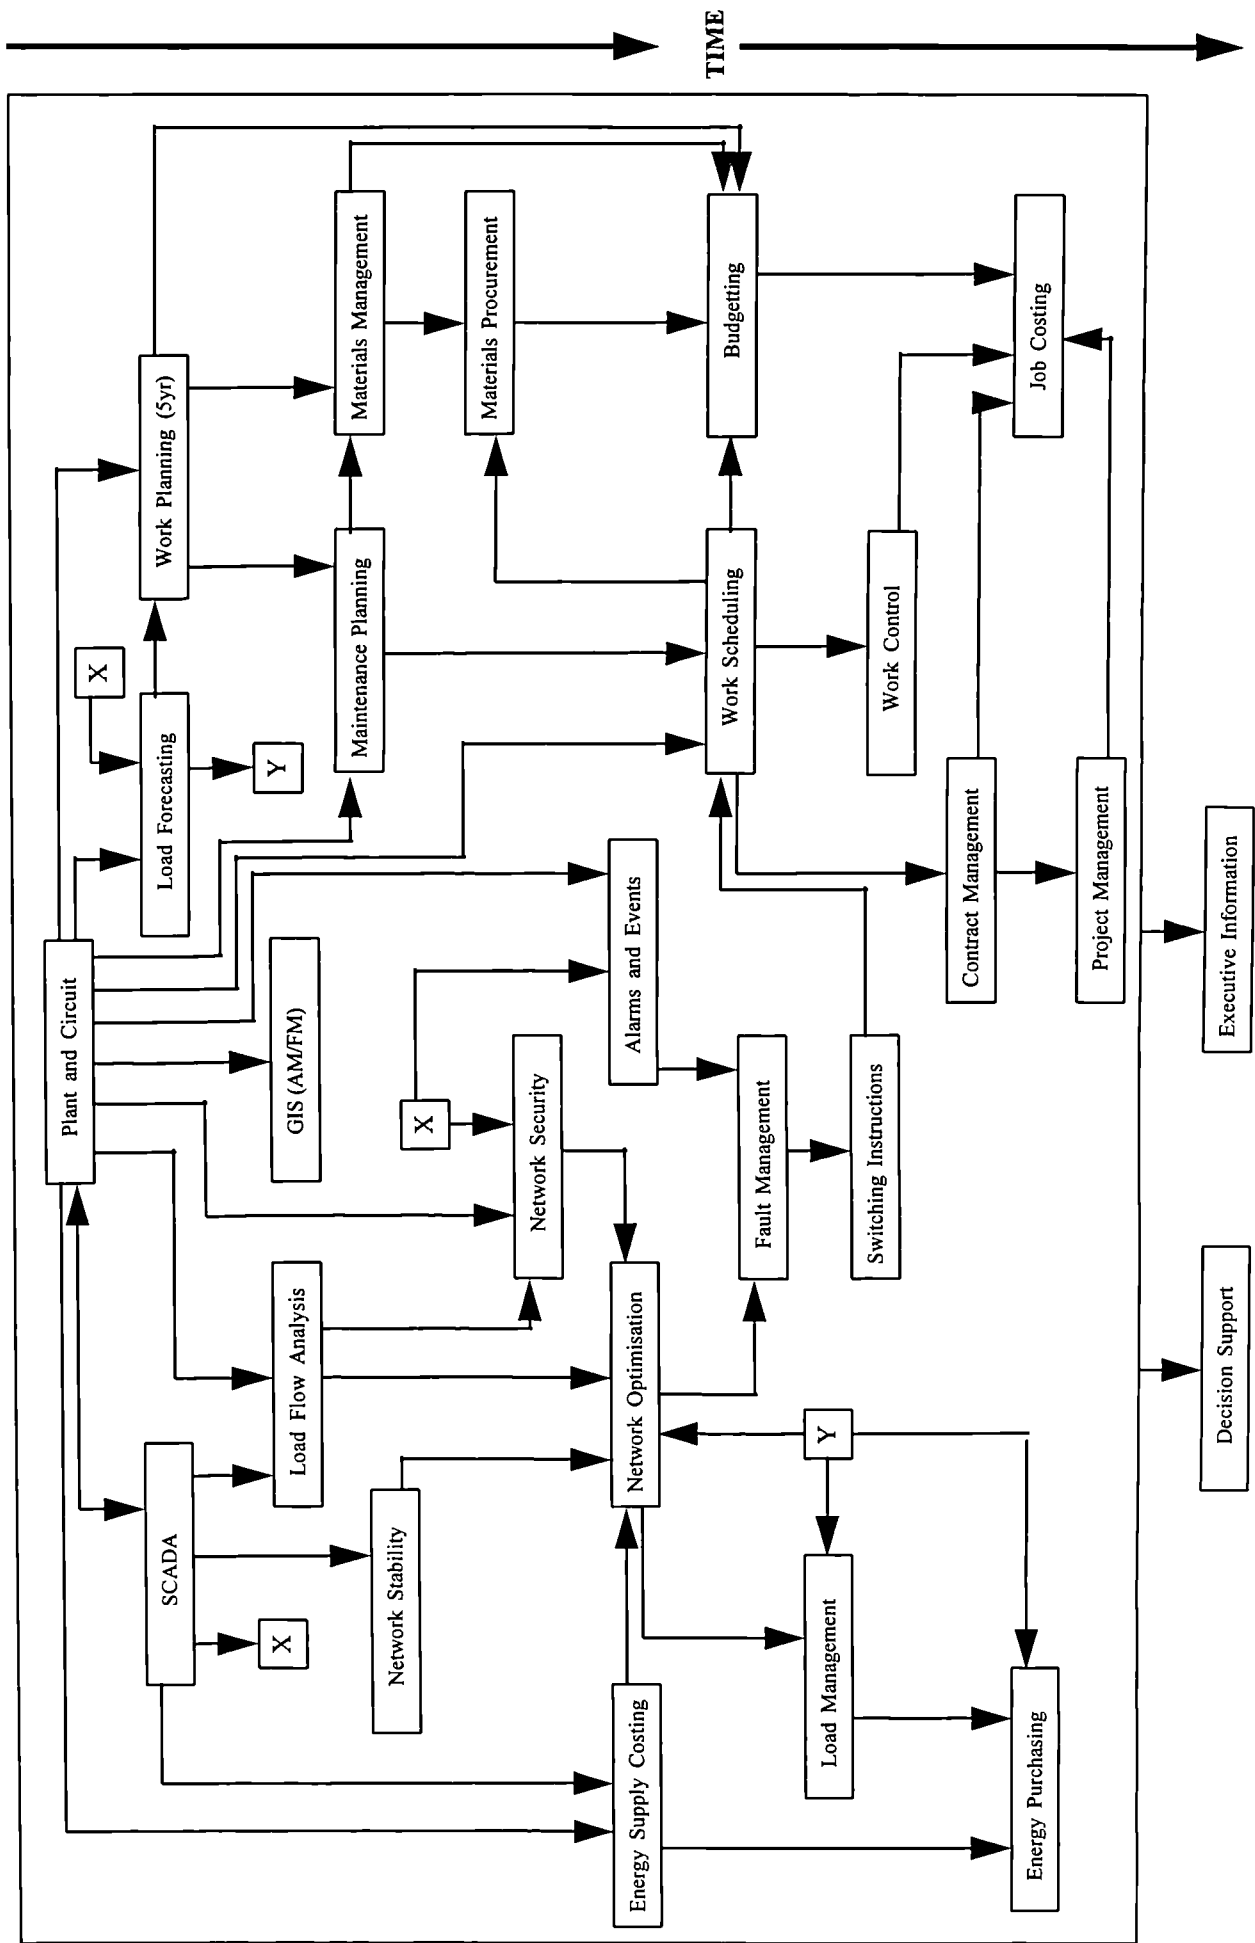 Plant and Circuit
SCADA
Load Forecasting
X
Work Planning (5yr)
X
Load Flow Analysis
GIS (AM/FM)
Y
Network Stability
Maintenance Planning
Materials Management
X
Network Security
Materials Procurement
Energy Supply Costing
Network Optimisation
Alarms and Events
Work Scheduling
Budgetting
TIME
Fault Management
Load Management
Y
Switching Instructions
Work Control
Contract Management
Energy Purchasing
Job Costing
Project Management
Decision Support
Executive Information